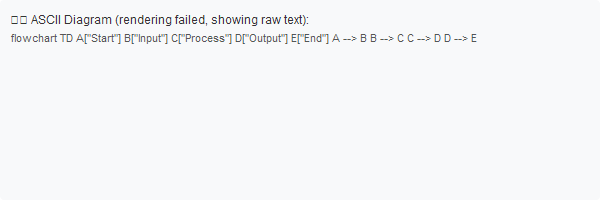 ▯▯ ASCII Diagram (rendering failed, showing raw text):
flowchart TD A["Start"] B["Input"] C["Process"] D["Output"] E["End"] A --> B B --> C C --> D D --> E